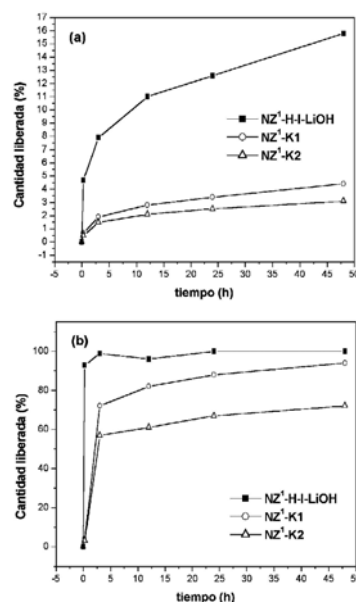 (a)
Cantidad liberada (%)
17
16
15
14
13
12
11
10
9
8
7
6
5
4
3
2
1
0
-1
NZ¹-H-I-LiOH
NZ¹-K1
NZ¹-K2
-5 0 5 10 15 20 25 30 35 40 45 50
tiempo (h)
(b)
Cantidad liberada (%)
100
80
60
40
20
0
NZ¹-H-I-LiOH
NZ¹-K1
NZ¹-K2
-5 0 5 10 15 20 25 30 35 40 45 50
tiempo (h)